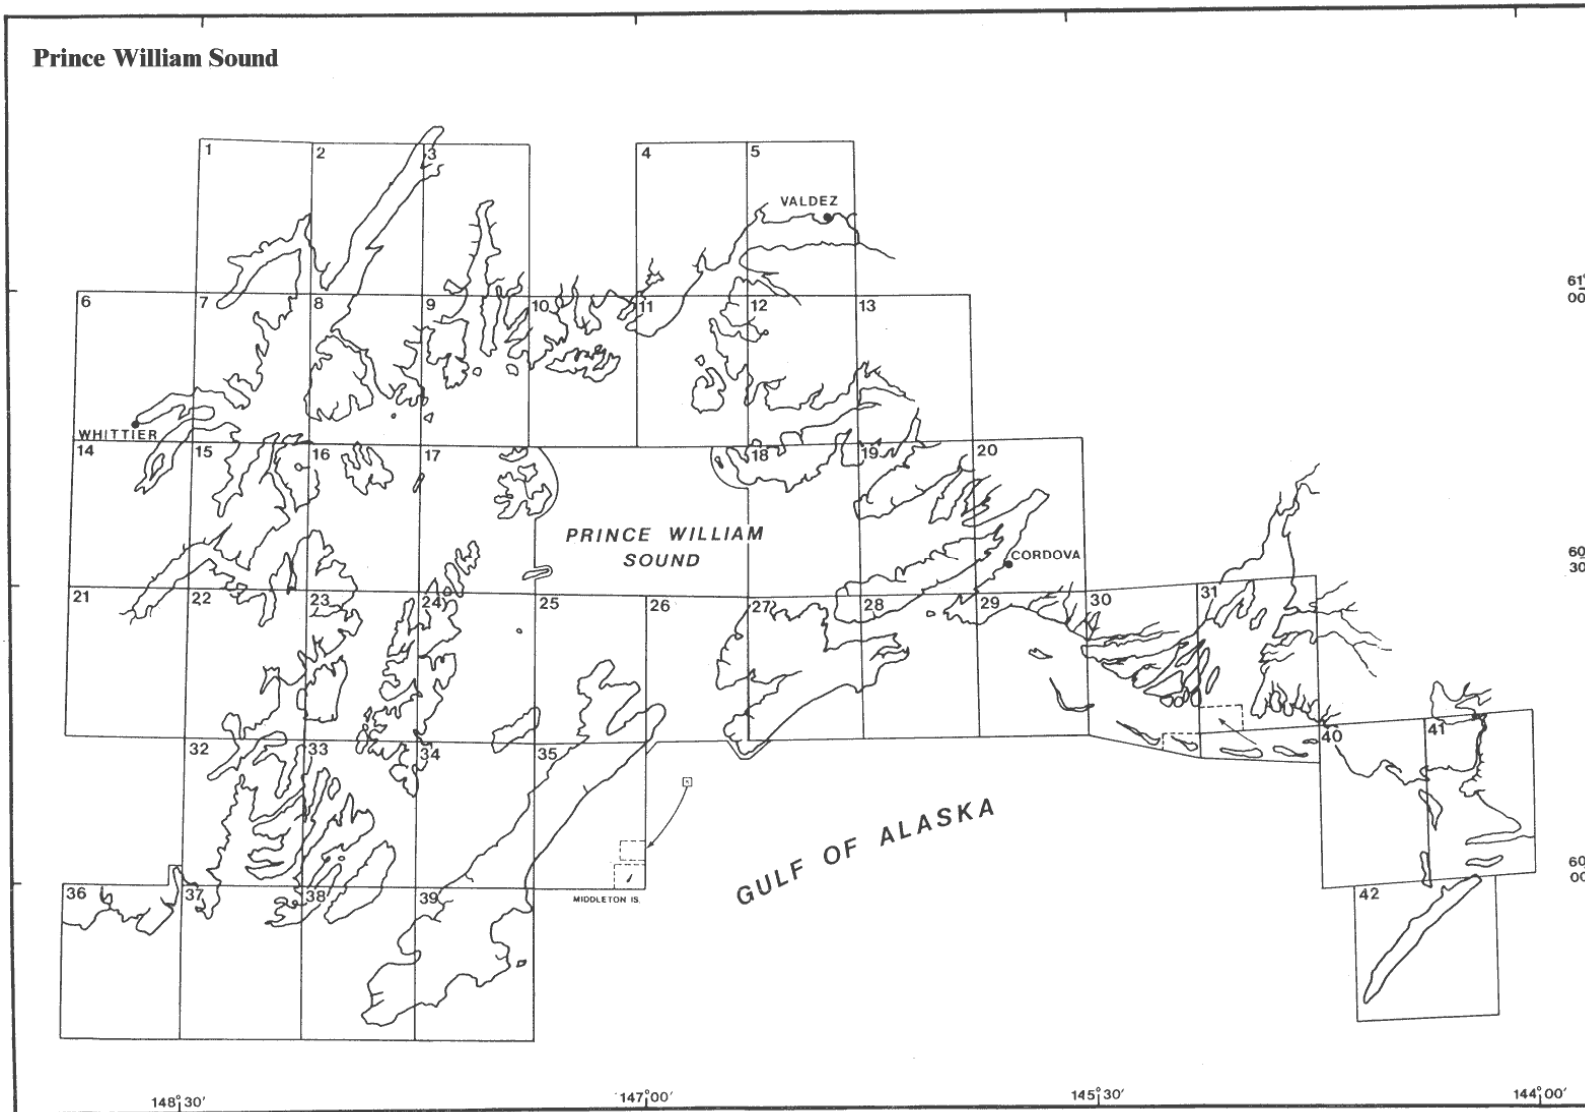 Prince William Sound
1 2 3 4 5
VALDEZ
6 7 8 9 10 11 12 13
61°
00
WHITTIER
14 15 16 17 18 19 20
PRINCE WILLIAM
SOUND
CORDOVA
60
30
21 22 23 24 25 26 27 28 29 30 31
32 33 34 35 40 41
GULF OF ALASKA
60
00
36 37 38 39 42
MIDDLETON IS.
148°30' 147°00' 145°30' 144°00'